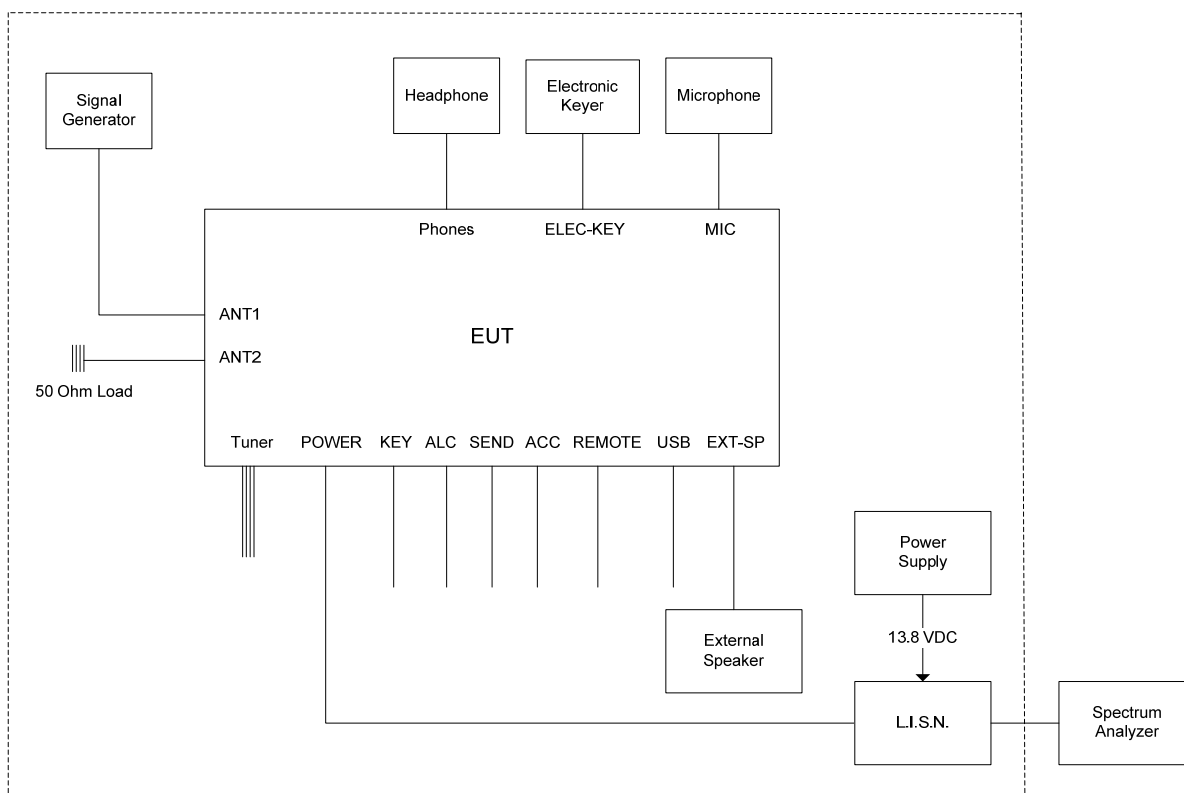 Signal
Generator
Headphone
Electronic
Keyer
Microphone
Phones
ELEC-KEY
MIC
ANT1
EUT
ANT2
50 Ohm Load
Tuner
POWER
KEY
ALC
SEND
ACC
REMOTE
USB
EXT-SP
Power
Supply
13.8 VDC
External
Speaker
L.I.S.N.
Spectrum
Analyzer